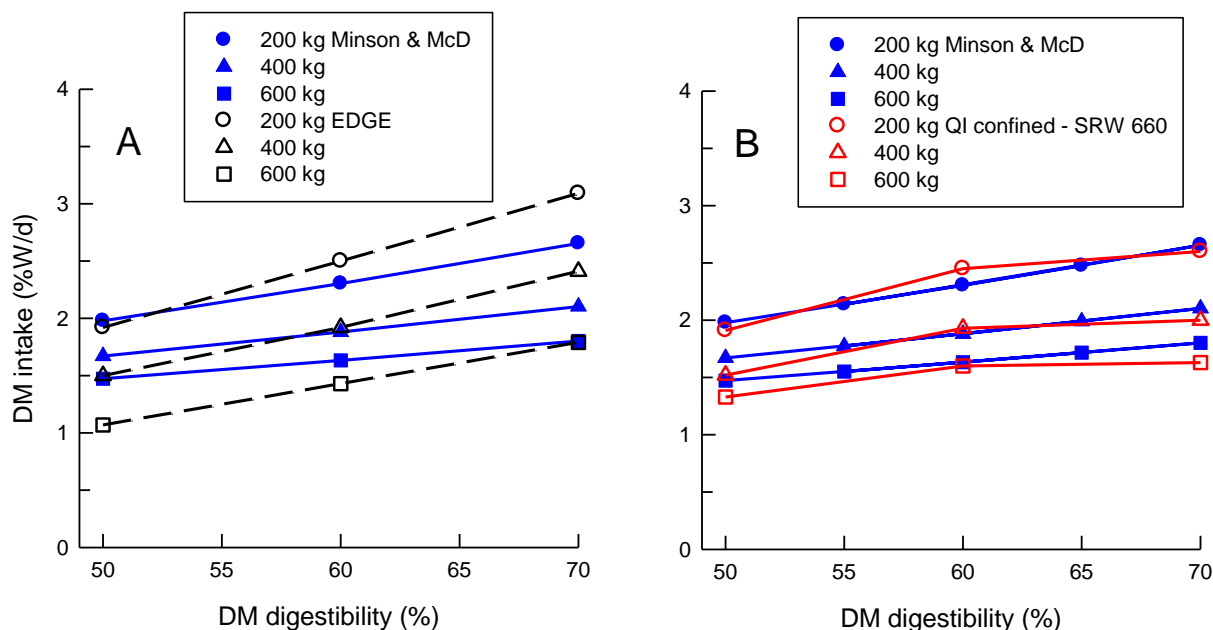 200 kg Minson & McD
400 kg
600 kg
200 kg EDGE
400 kg
600 kg
A
4
3
2
1
0
DM intake (%W/d)
50
55
60
65
70
DM digestibility (%)
200 kg Minson & McD
400 kg
600 kg
200 kg QI confined - SRW 660
400 kg
600 kg
B
4
3
2
1
0
50
55
60
65
70
DM digestibility (%)